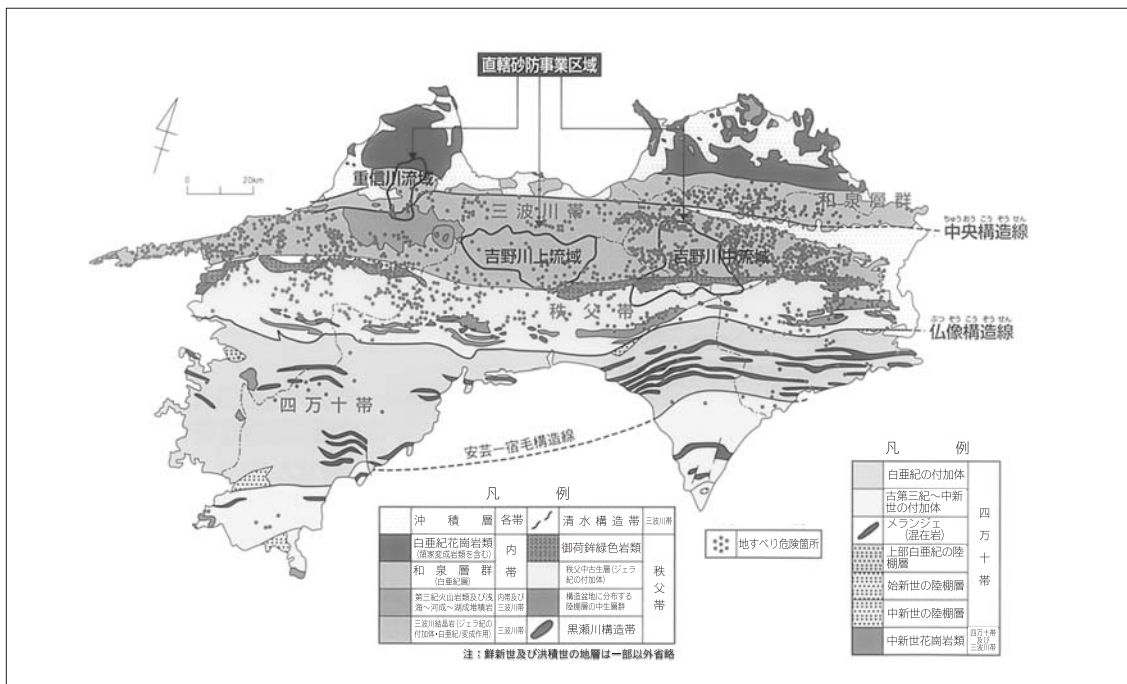 直轄砂防事業区域
0 20km
重信川流域
三波川帯
和泉層群
ちゅうおうこうぞうせん
中央構造線
吉野川上流域
吉野川中流域
秩父帯
ぶつぞうこうぞうせん
仏像構造線
四万十帯
安芸ー宿毛構造線
凡 例
沖積層
各帯
清水構造帯
三波川帯
白亜紀花崗岩類
(領家変成岩類を含む)
内帯
御荷鉾緑色岩類
秩父帯
和泉層群
(白亜紀層)
秩父中古生層(ジェラ
紀の付加体)
第三紀火山岩類及び浅
海〜河成〜湖成堆積岩
内帯及び
三波川帯
構造盆地に分布する
陸棚層の中生層群
三波川結晶岩(ジェラ紀の
付加体・白亜紀/変成作用)
三波川帯
黒瀬川構造帯
注:鮮新世及び洪積世の地層は一部以外省略
地すべり危険箇所
凡 例
白亜紀の付加体
四万十帯
古第三紀〜中新
世の付加体
メランジェ
(混在岩)
上部白亜紀の陸
棚層
始新世の陸棚層
中新世の陸棚層
中新世花崗岩類
四万十帯
及び
三波川帯